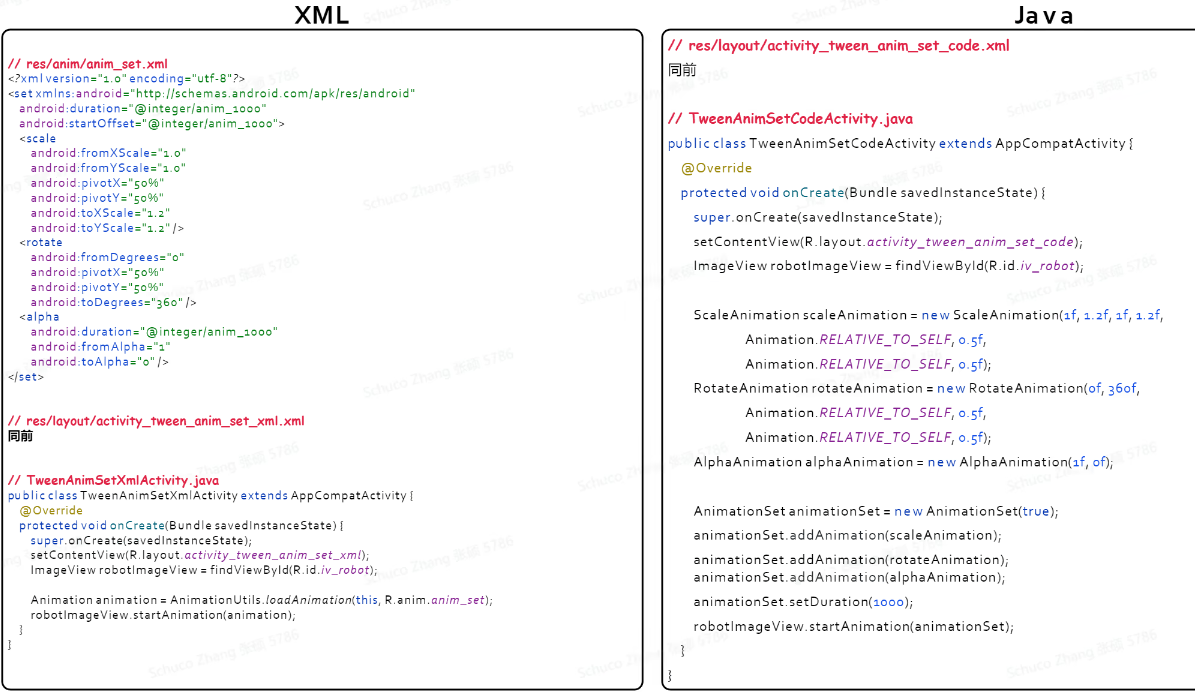 XML
// res/anim/anim_set.xml
<?xml version="1.0" encoding="utf-8"?>
<set xmlns:android="http://schemas.android.com/apk/res/android"
android:duration="@integer/anim_1000"
android:startOffset="@integer/anim_1000">
<scale
android:fromXScale="1.0"
android:fromYScale="1.0"
android:pivotX="50%"
android:pivotY="50%"
android:toXScale="1.2"
android:toYScale="1.2" />
<rotate
android:fromDegrees="0"
android:pivotX="50%"
android:pivotY="50%"
android:toDegrees="360" />
<alpha
android:duration="@integer/anim_1000"
android:fromAlpha="1"
android:toAlpha="0" />
</set>
// res/layout/activity_tween_anim_set_xml.xml
同前
// TweenAnimSetXmlActivity.java
public class TweenAnimSetXmlActivity extends AppCompatActivity {
@Override
protected void onCreate(Bundle savedInstanceState) {
super.onCreate(savedInstanceState);
setContentView(R.layout.activity_tween_anim_set_xml);
ImageView robotImageView = findViewById(R.id.iv_robot);
Animation animation = AnimationUtils.loadAnimation(this, R.anim.anim_set);
robotImageView.startAnimation(animation);
}
}
Java
// res/layout/activity_tween_anim_set_code.xml
同前
// TweenAnimSetCodeActivity.java
public class TweenAnimSetCodeActivity extends AppCompatActivity {
@Override
protected void onCreate(Bundle savedInstanceState) {
super.onCreate(savedInstanceState);
setContentView(R.layout.activity_tween_anim_set_code);
ImageView robotImageView = findViewById(R.id.iv_robot);
ScaleAnimation scaleAnimation = new ScaleAnimation(1f, 1.2f, 1f, 1.2f,
Animation.RELATIVE_TO_SELF, 0.5f,
Animation.RELATIVE_TO_SELF, 0.5f);
RotateAnimation rotateAnimation = new RotateAnimation(0f, 360f,
Animation.RELATIVE_TO_SELF, 0.5f,
Animation.RELATIVE_TO_SELF, 0.5f);
AlphaAnimation alphaAnimation = new AlphaAnimation(1f, 0f);
AnimationSet animationSet = new AnimationSet(true);
animationSet.addAnimation(scaleAnimation);
animationSet.addAnimation(rotateAnimation);
animationSet.addAnimation(alphaAnimation);
animationSet.setDuration(1000);
robotImageView.startAnimation(animationSet);
}
}
Schuco Zhang 张磁 5786